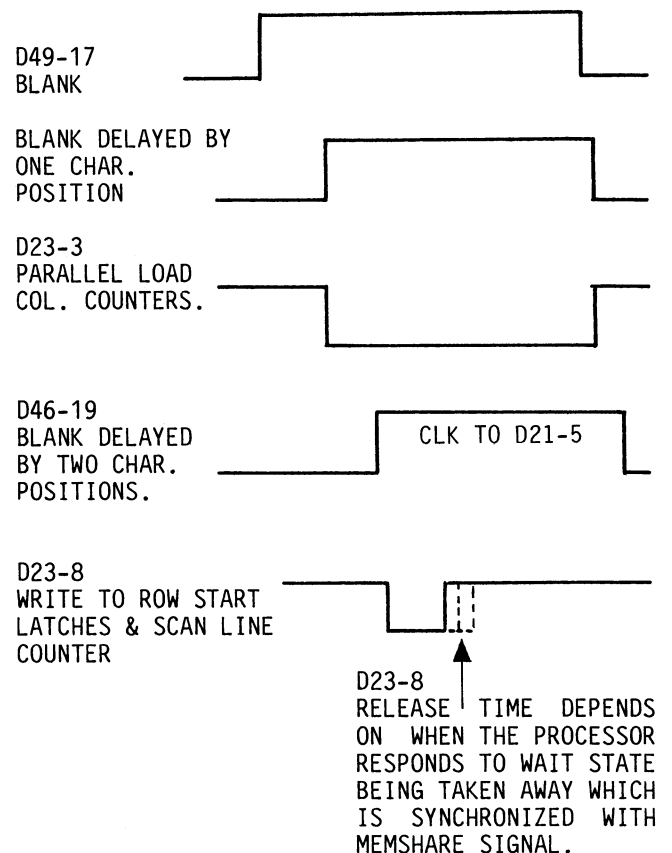 D49-17
BLANK
BLANK DELAYED BY
ONE CHAR.
POSITION
D23-3
PARALLEL LOAD
COL. COUNTERS.
D46-19
BLANK DELAYED
BY TWO CHAR.
POSITIONS.
CLK TO D21-5
D23-8
WRITE TO ROW START
LATCHES & SCAN LINE
COUNTER
D23-8
RELEASE TIME DEPENDS
ON WHEN THE PROCESSOR
RESPONDS TO WAIT STATE
BEING TAKEN AWAY WHICH
IS SYNCHRONIZED WITH
MEMSHARE SIGNAL.